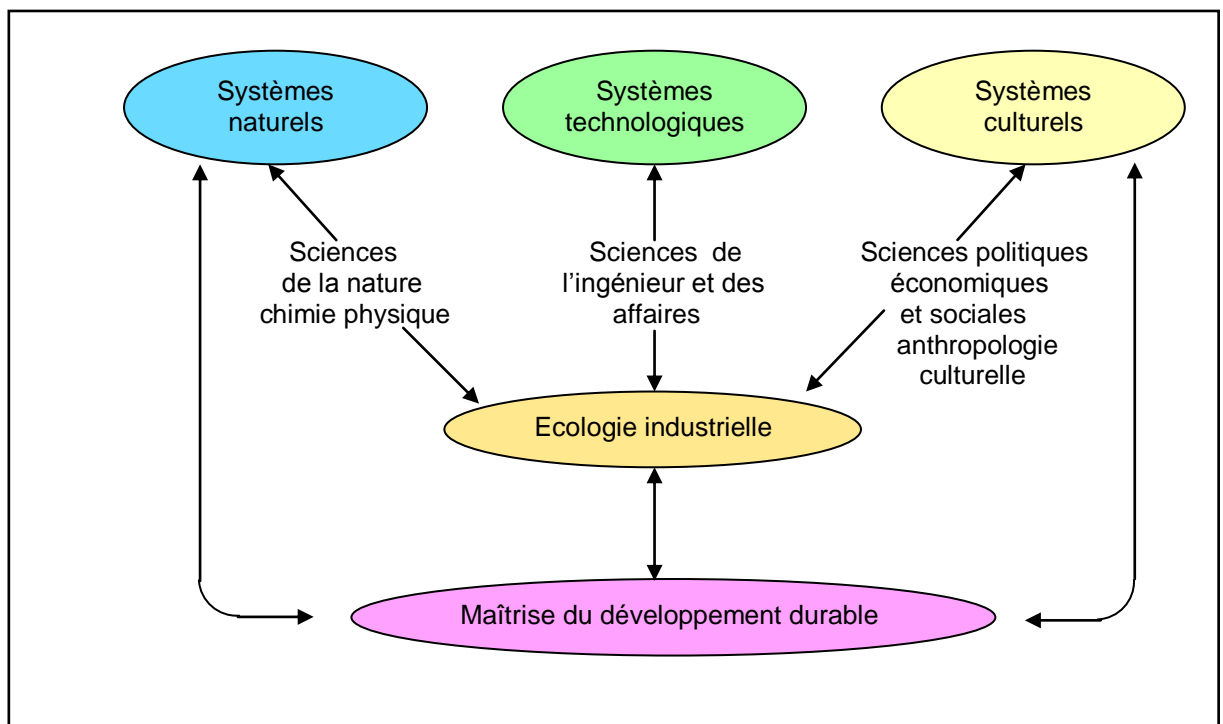 Systèmes
naturels
Systèmes
technologiques
Systèmes
culturels
Sciences
de la nature
chimie physique
Sciences de
l'ingénieur et des
affaires
Sciences politiques
économiques
et sociales
anthropologie
culturelle
Ecologie industrielle
Maîtrise du développement durable